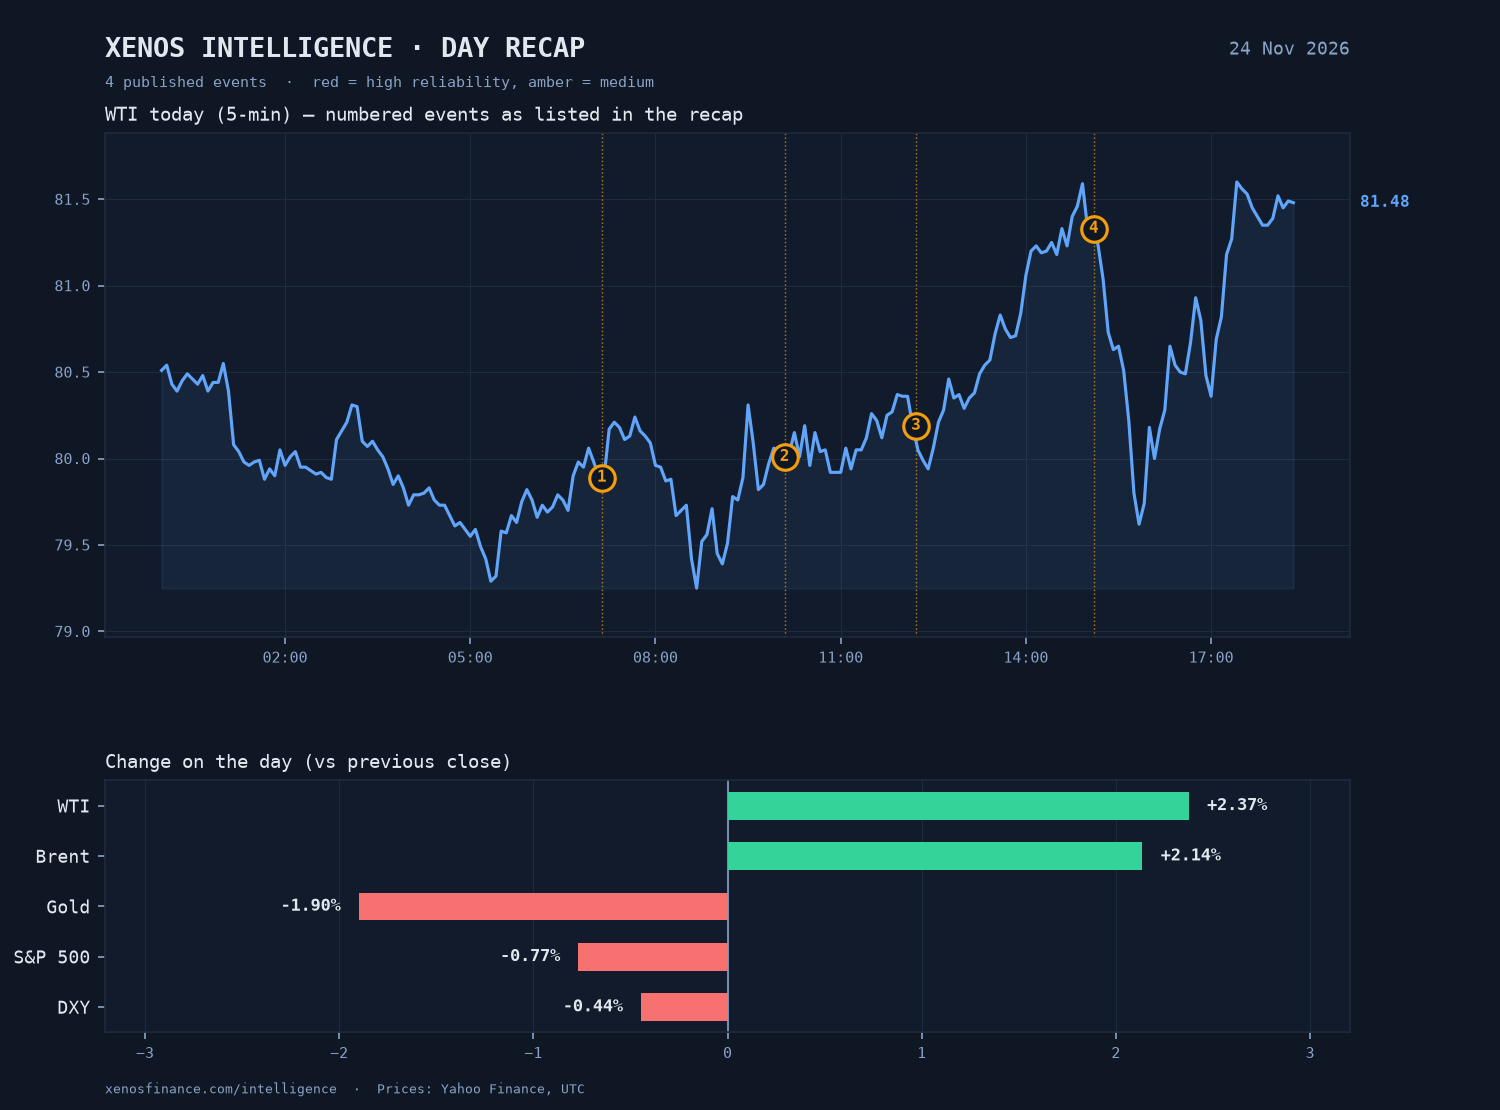 XENOS INTELLIGENCE · DAY RECAP
24 Nov 2026
4 published events · red = high reliability, amber = medium
WTI today (5-min) — numbered events as listed in the recap
81.5
81.0
80.5
80.0
79.5
79.0
81.48
1
2
3
4
02:00
05:00
08:00
11:00
14:00
17:00
Change on the day (vs previous close)
WTI
+2.37%
Brent
+2.14%
Gold
-1.90%
S&P 500
-0.77%
DXY
-0.44%
−3
−2
−1
0
1
2
3
xenosfinance.com/intelligence · Prices: Yahoo Finance, UTC